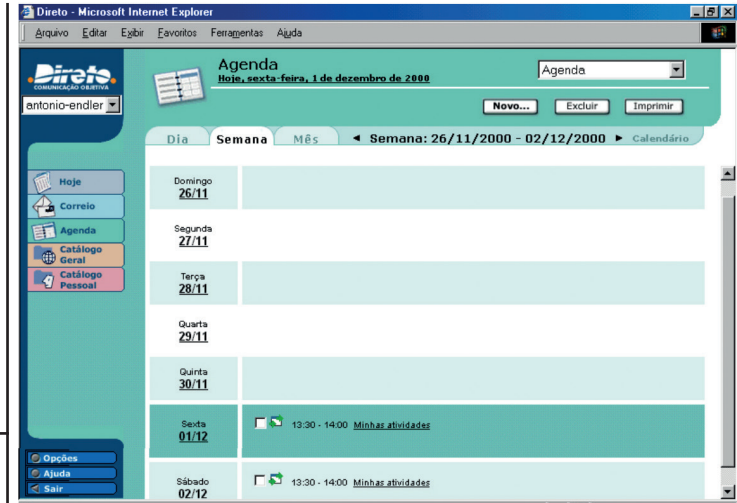 Direto - Microsoft Internet Explorer
Arquivo Editar Exibir Favoritos Ferramentas Ajuda
Direto.
COMUNICAÇÃO OBJETIVA
antonio-endler
Agenda
Hoje, sexta-feira, 1 de dezembro de 2000
Agenda
Novo... Excluir Imprimir
Dia Semana Mês Semana: 26/11/2000 - 02/12/2000 Calendário
Hoje
Correio
Agenda
Catálogo
Geral
Catálogo
Pessoal
Opções
Ajuda
Sair
Domingo
26/11
Segunda
27/11
Terça
28/11
Quarta
29/11
Quinta
30/11
Sexta
01/12
13:30 - 14:00 Minhas atividades
Sábado
02/12
13:30 - 14:00 Minhas atividades